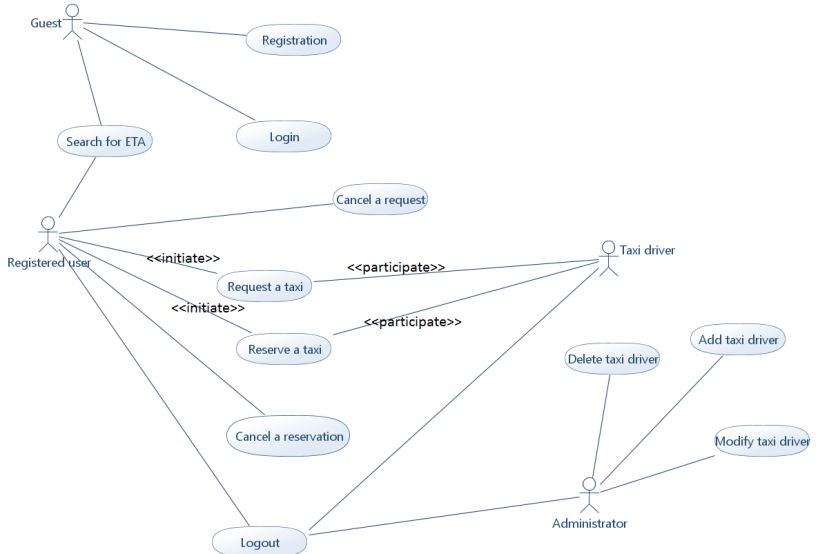 Guest
Registration
Login
Search for ETA
Cancel a request
Registered user
<<initiate>>
Request a taxi
<<participate>>
Taxi driver
<<initiate>>
Reserve a taxi
<<participate>>
Delete taxi driver
Add taxi driver
Cancel a reservation
Modify taxi driver
Logout
Administrator